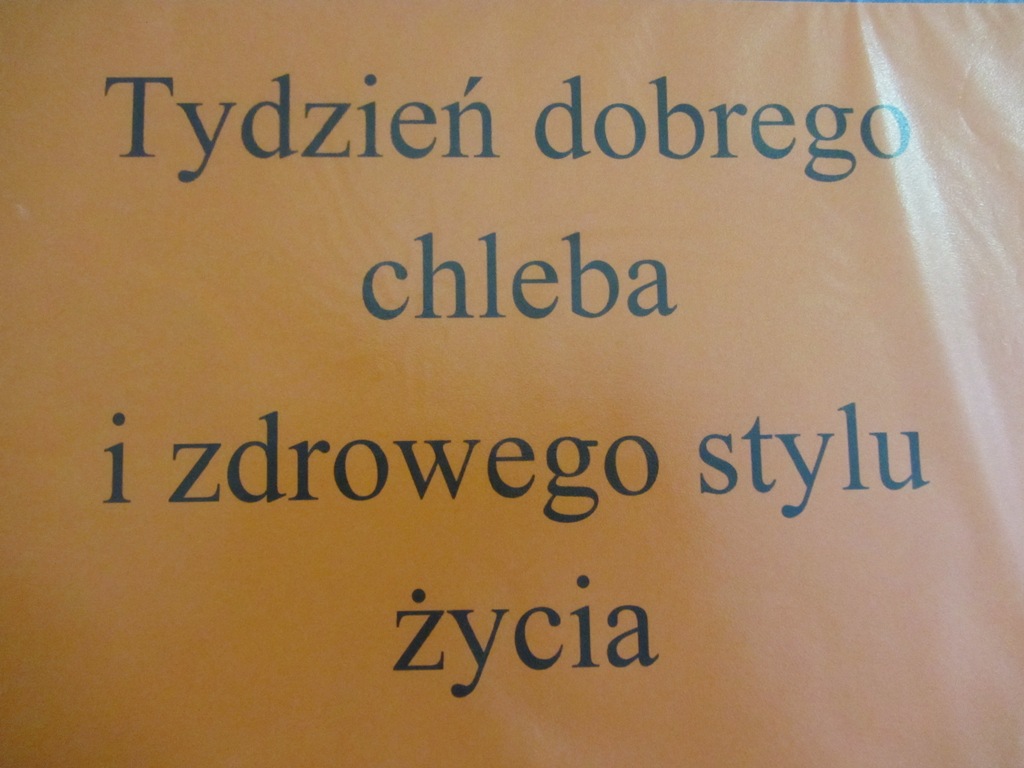 Tydzień dobrego
chleba
i zdrowego stylu
życia